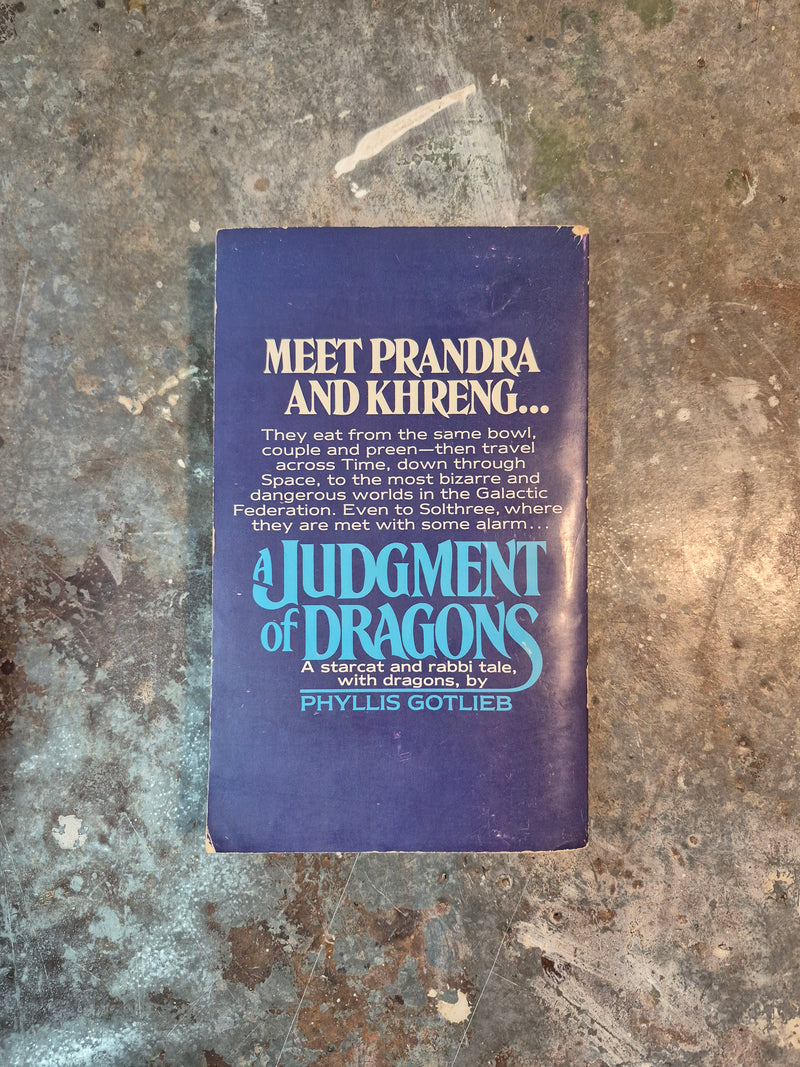 MEET PRANDRA
AND KHRENG...
They eat from the same bowl,
couple and preen—then travel
across Time, down through
Space, to the most bizarre and
dangerous worlds in the Galactic
Federation. Even to Solthree, where
they are met with some alarm...
A JUDGMENT
of DRAGONS
A starcat and rabbi tale,
with dragons, by
PHYLLIS GOTLIEB